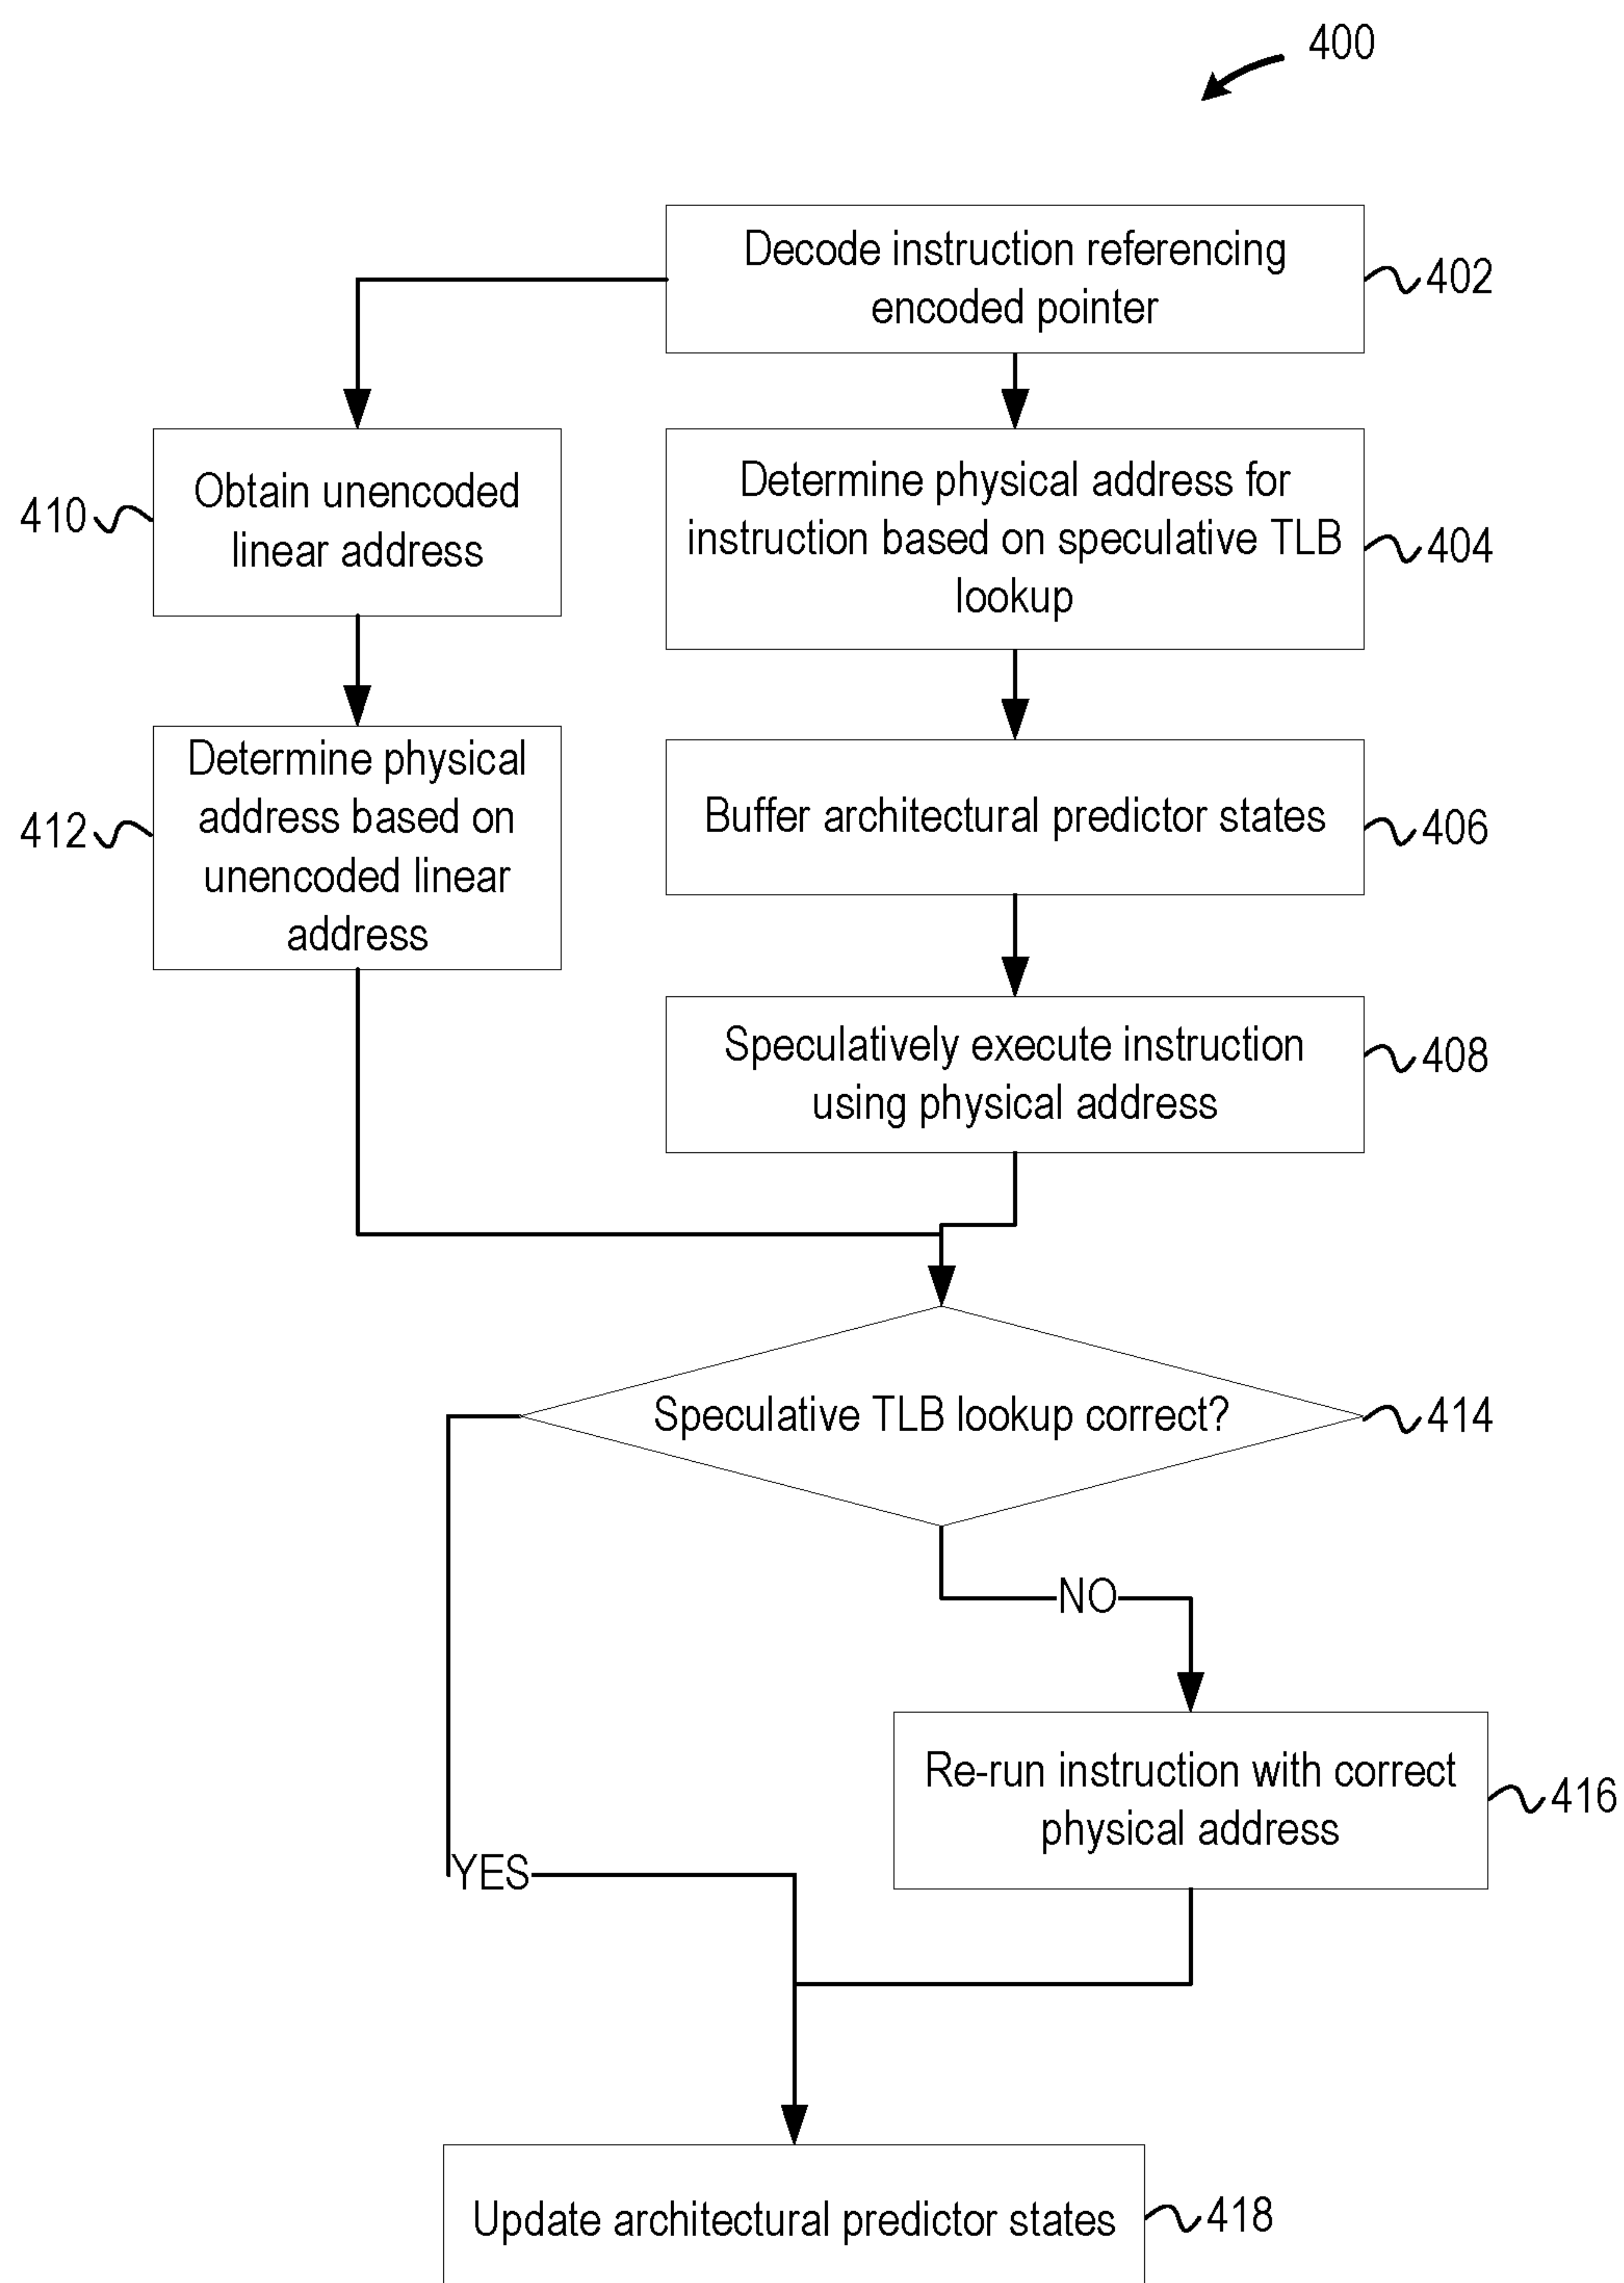 400
Decode instruction referencing
encoded pointer
402
Obtain unencoded
linear address
410
Determine physical address for
instruction based on speculative TLB
lookup
404
Determine physical
address based on
unencoded linear
address
412
Buffer architectural predictor states
406
Speculatively execute instruction
using physical address
408
Speculative TLB lookup correct?
414
NO
Re-run instruction with correct
physical address
416
YES
Update architectural predictor states
418